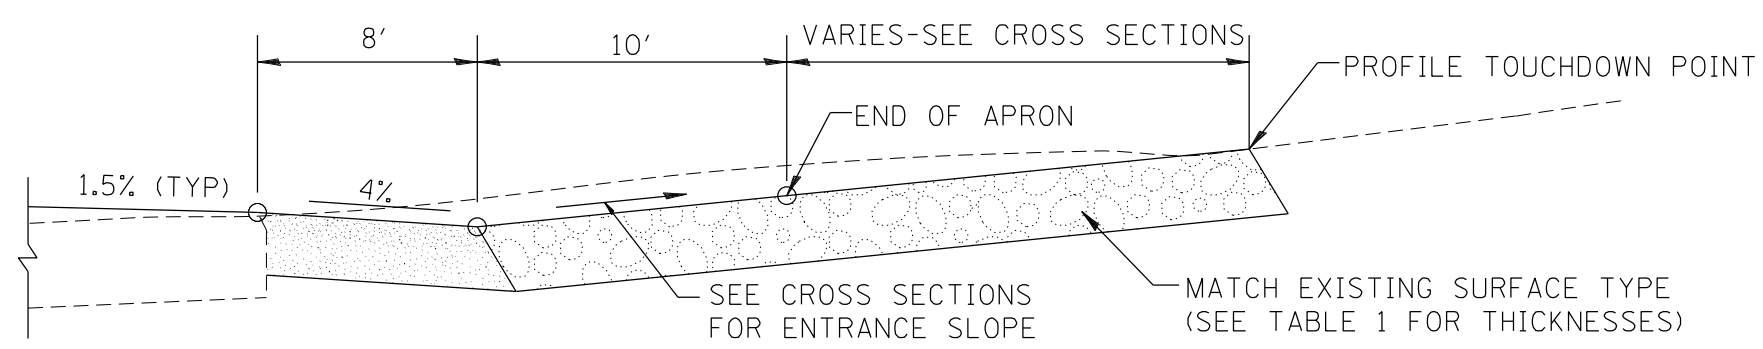 8'
10'
VARIES-SEE CROSS SECTIONS
PROFILE TOUCHDOWN POINT
END OF APRON
1.5% (TYP)
4%
SEE CROSS SECTIONS
FOR ENTRANCE SLOPE
MATCH EXISTING SURFACE TYPE
(SEE TABLE 1 FOR THICKNESSES)